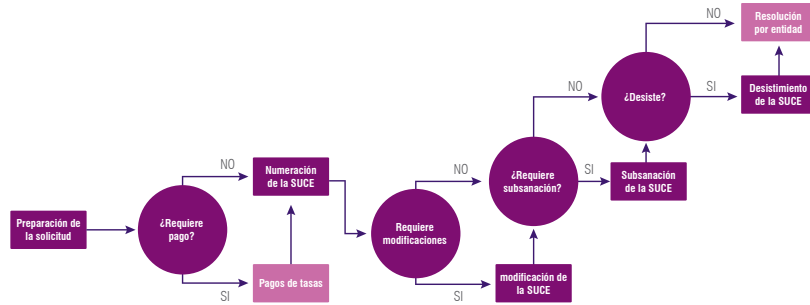 Preparación de
la solicitud
¿Requiere
pago?
NO
SI
Numeración
de la SUCE
Pagos de tasas
Requiere
modificaciones
NO
SI
modificación de
la SUCE
¿Requiere
subsanación?
NO
SI
Subsanación
de la SUCE
¿Desiste?
NO
SI
Desistimiento
de la SUCE
Resolución
por entidad